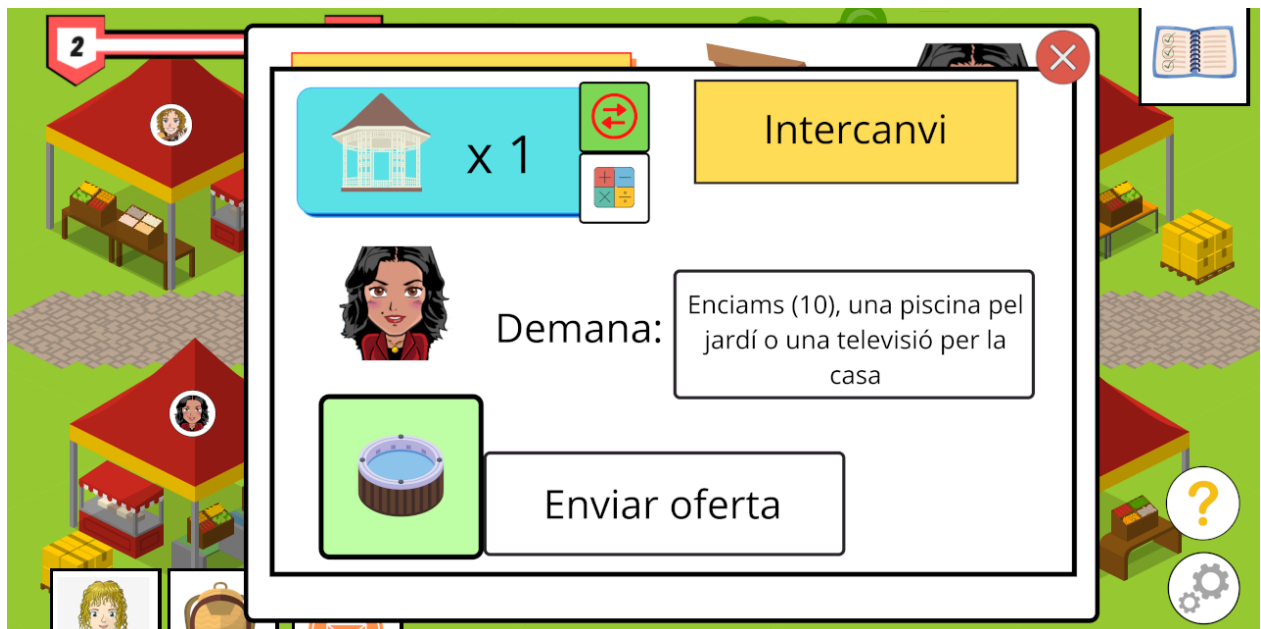 2
x 1
Intercanvi
Demana:
Enciams (10), una piscina pel
jardí o una televisió per la
casa
Enviar oferta
?